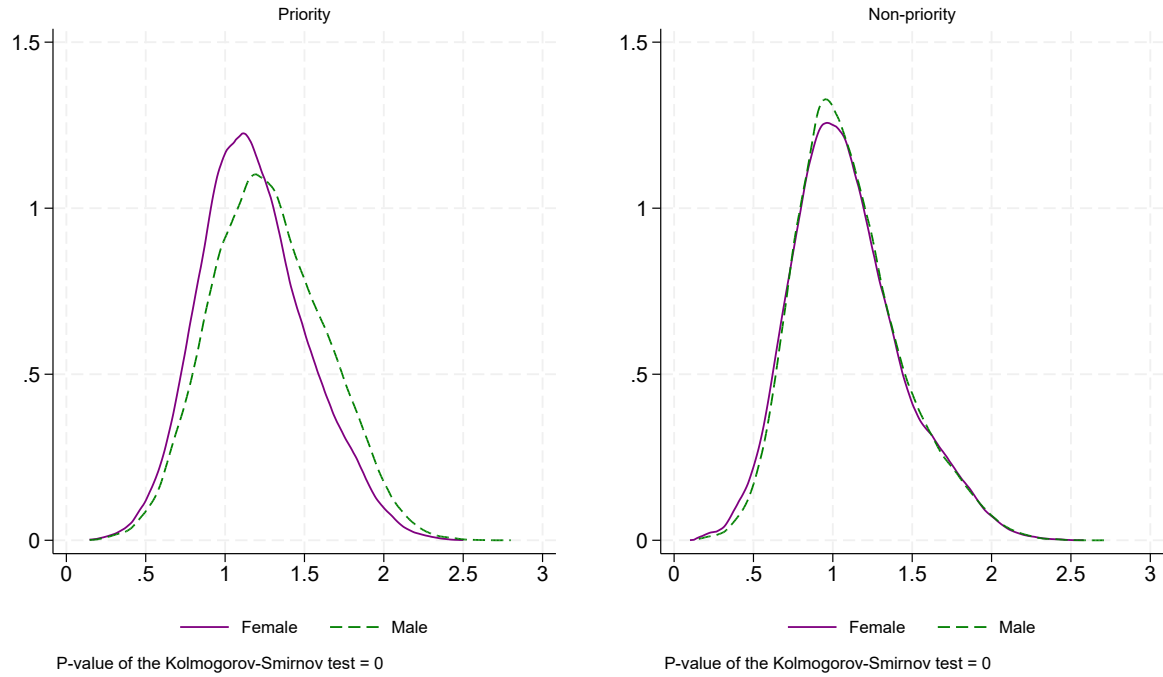 Priority
1.5
1
.5
0
0 .5 1 1.5 2 2.5 3
Female Male
P-value of the Kolmogorov-Smirnov test = 0
Non-priority
1.5
1
.5
0
0 .5 1 1.5 2 2.5 3
Female Male
P-value of the Kolmogorov-Smirnov test = 0